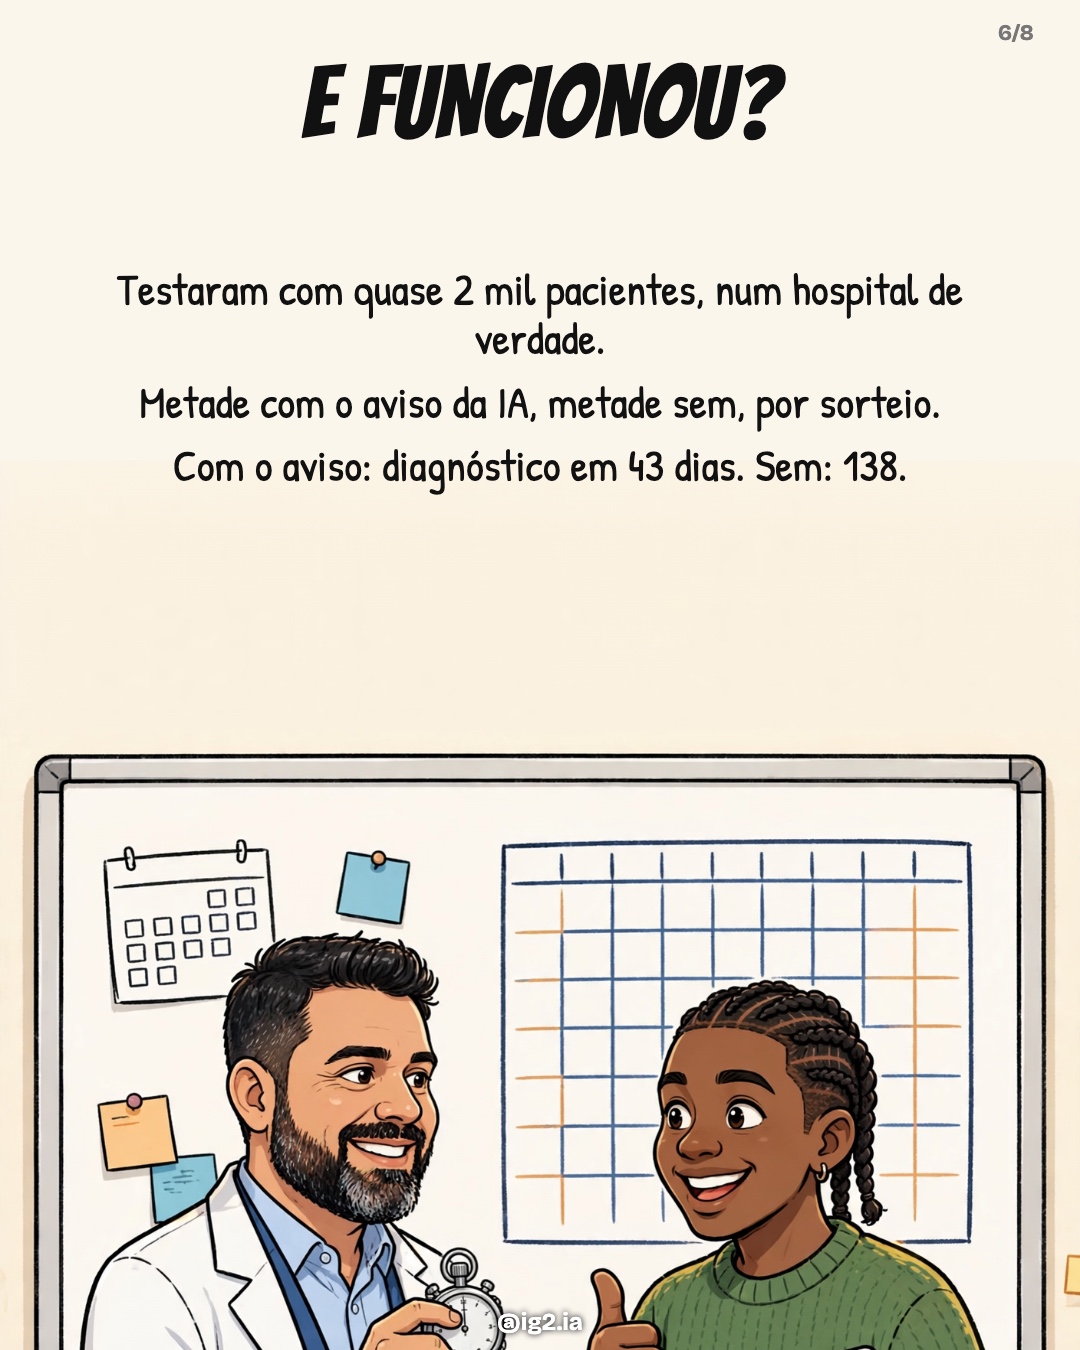 6/8
E FUNCIONOU?
Testaram com quase 2 mil pacientes, num hospital de
verdade.
Metade com o aviso da IA, metade sem, por sorteio.
Com o aviso: diagnóstico em 43 dias. Sem: 138.
@ig2.ia